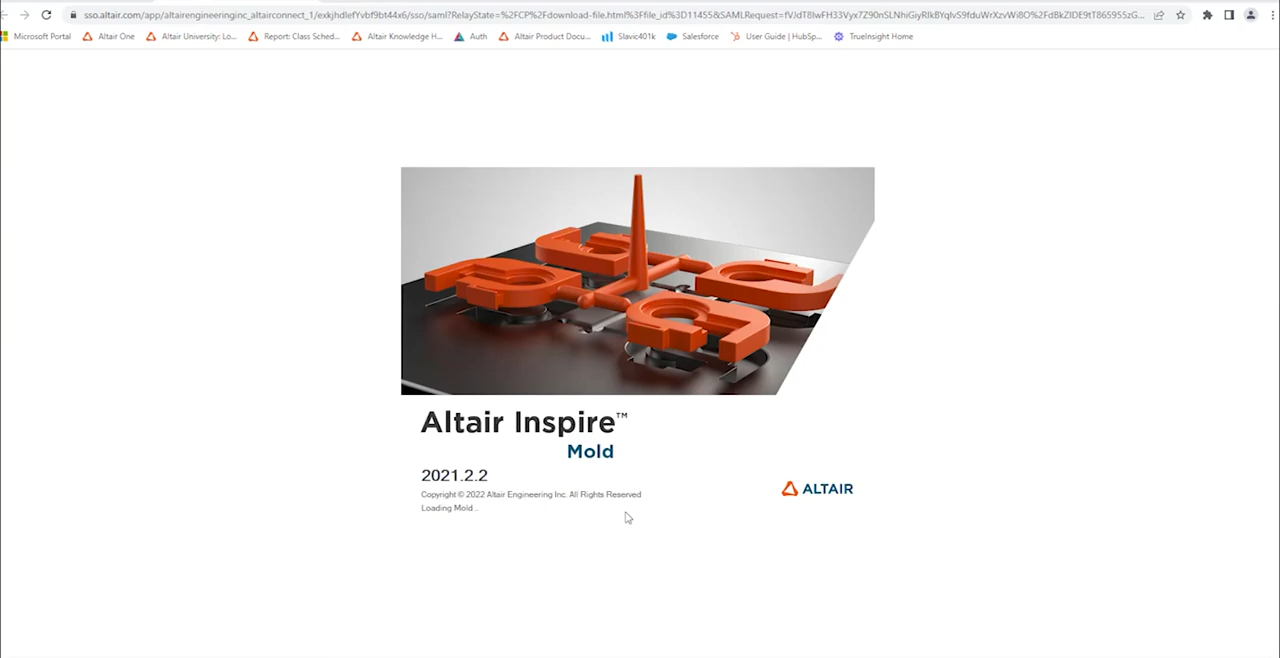 sso.altair.com/app/altairengineeringinc_altairconnect_1/exkjhdlefYvbf9bt44x6/sso/saml?RelayState=%2FCP%2Fdownload-file.html%3Ffile_id%3D11455&SAMLRequest=
Microsoft Portal Altair One Altair University: Lo... Report: Class Sched... Altair Knowledge H... Auth Altair Product Docu... Slavic401k Salesforce User Guide | HubSp... TrueInsight Home
Altair Inspire™
Mold
2021.2.2
Copyright © 2022 Altair Engineering Inc. All Rights Reserved
Loading Mold..
ALTAIR